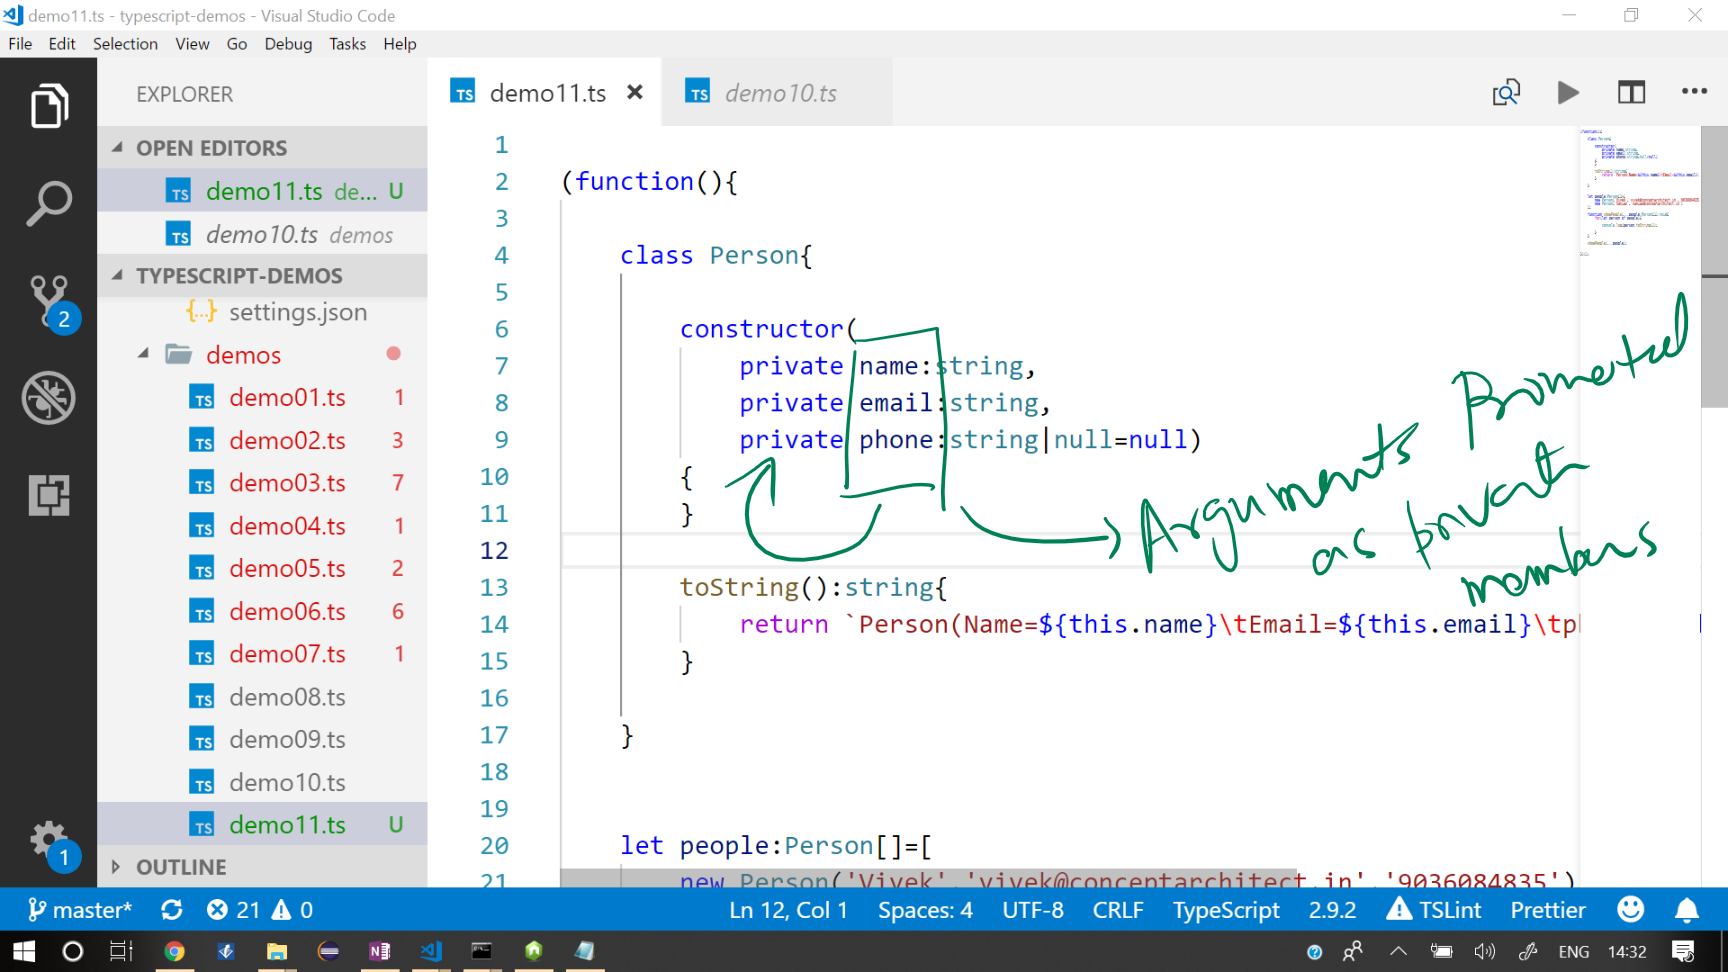 demo11.ts - typescript-demos - Visual Studio Code
File Edit Selection View Go Debug Tasks Help
EXPLORER
OPEN EDITORS
TS demo11.ts de... U
TS demo10.ts demos
TYPESCRIPT-DEMOS
{..} settings.json
demos
TS demo01.ts 1
TS demo02.ts 3
TS demo03.ts 7
TS demo04.ts 1
TS demo05.ts 2
TS demo06.ts 6
TS demo07.ts 1
TS demo08.ts
TS demo09.ts
TS demo10.ts
TS demo11.ts U
OUTLINE
2
1
TS demo11.ts
TS demo10.ts
1
2 (function(){
3
4 class Person{
5
6 constructor(
7 private name:string,
8 private email:string,
9 private phone:string|null=null)
10 {
11 }
12
13 toString():string{
14 return `Person(Name=${this.name}\tEmail=${this.email}\tp
15 }
16
17 }
18
19
20 let people:Person[]=[
21 new Person('Vivek','vivek@conceptarchitect.in','9036084835')
Arguments Promoted
as private
members
master* 21 0 Ln 12, Col 1 Spaces: 4 UTF-8 CRLF TypeScript 2.9.2 TSLint Prettier
ENG 14:32